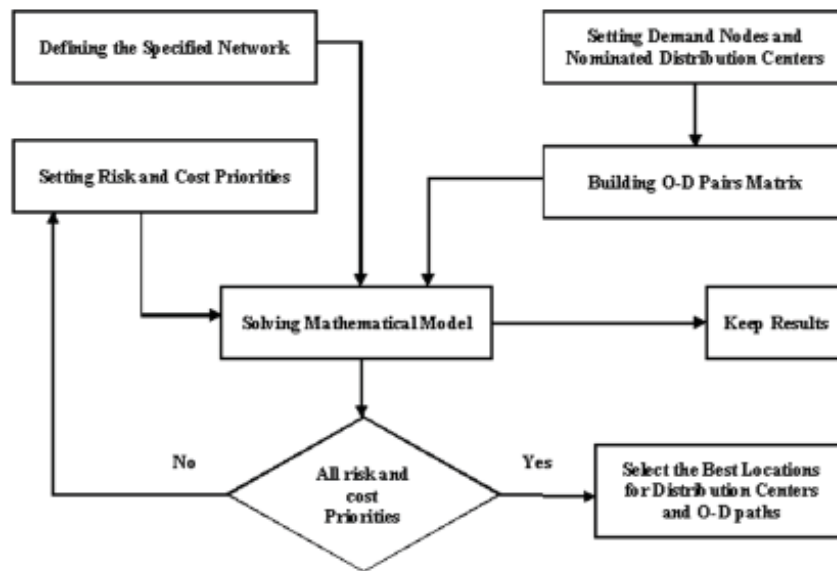 Defining the Specified Network
Setting Demand Nodes and
Nominated Distribution Centers
Setting Risk and Cost Priorities
Building O-D Pairs Matrix
Solving Mathematical Model
Keep Results
No
All risk and
cost
Priorities
Yes
Select the Best Locations
for Distribution Centers
and O-D paths